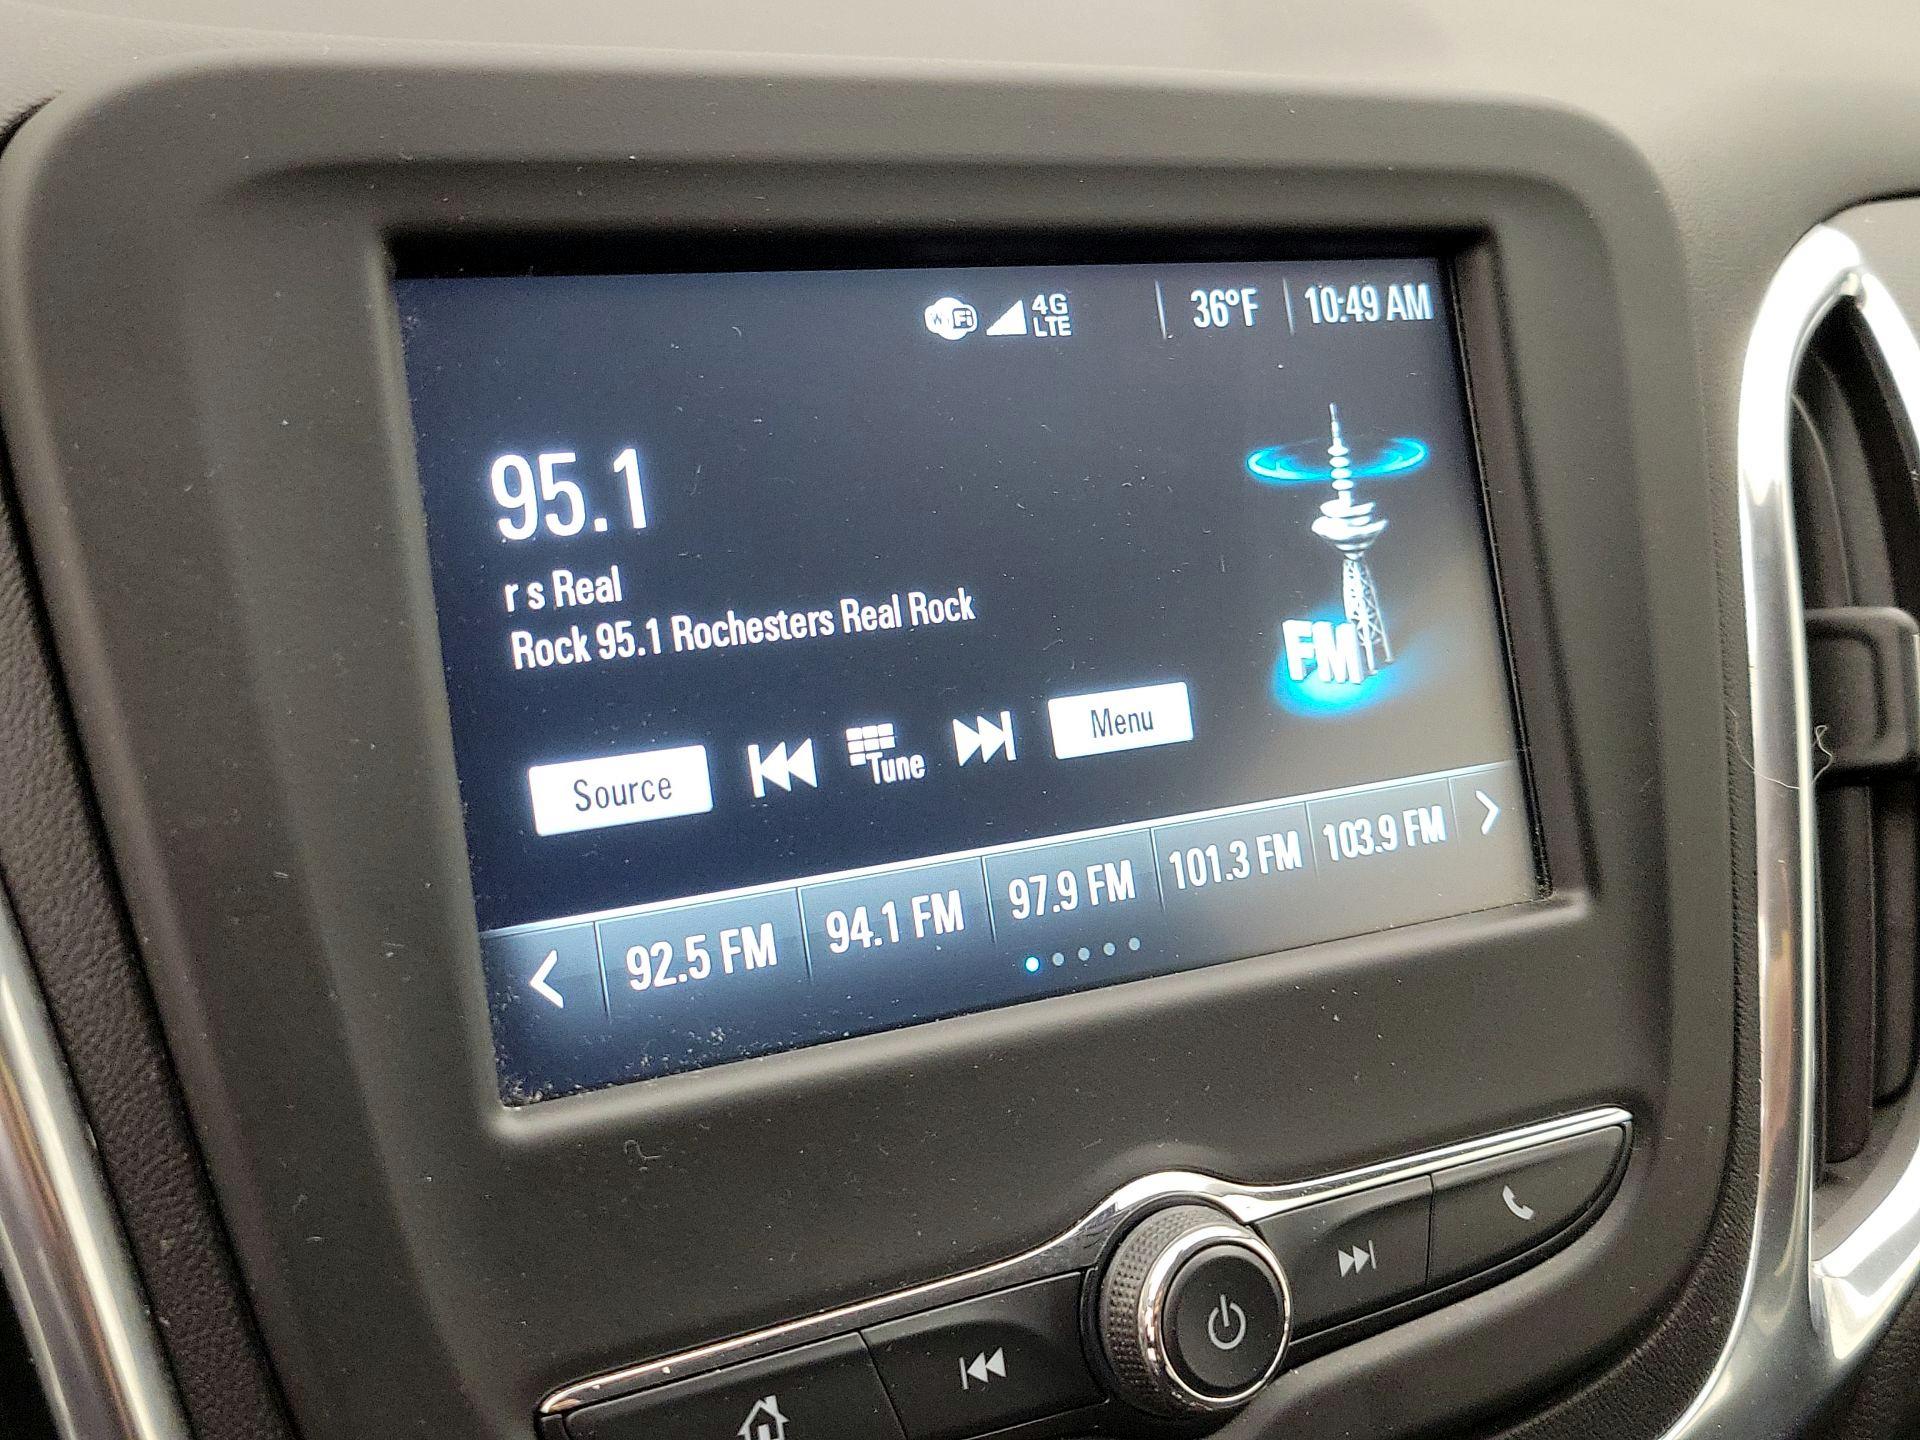 WiFi 4G LTE 36°F 10:49 AM
95.1
r s Real
Rock 95.1 Rochesters Real Rock
FM
Source Tune Menu
92.5 FM 94.1 FM 97.9 FM 101.3 FM 103.9 FM